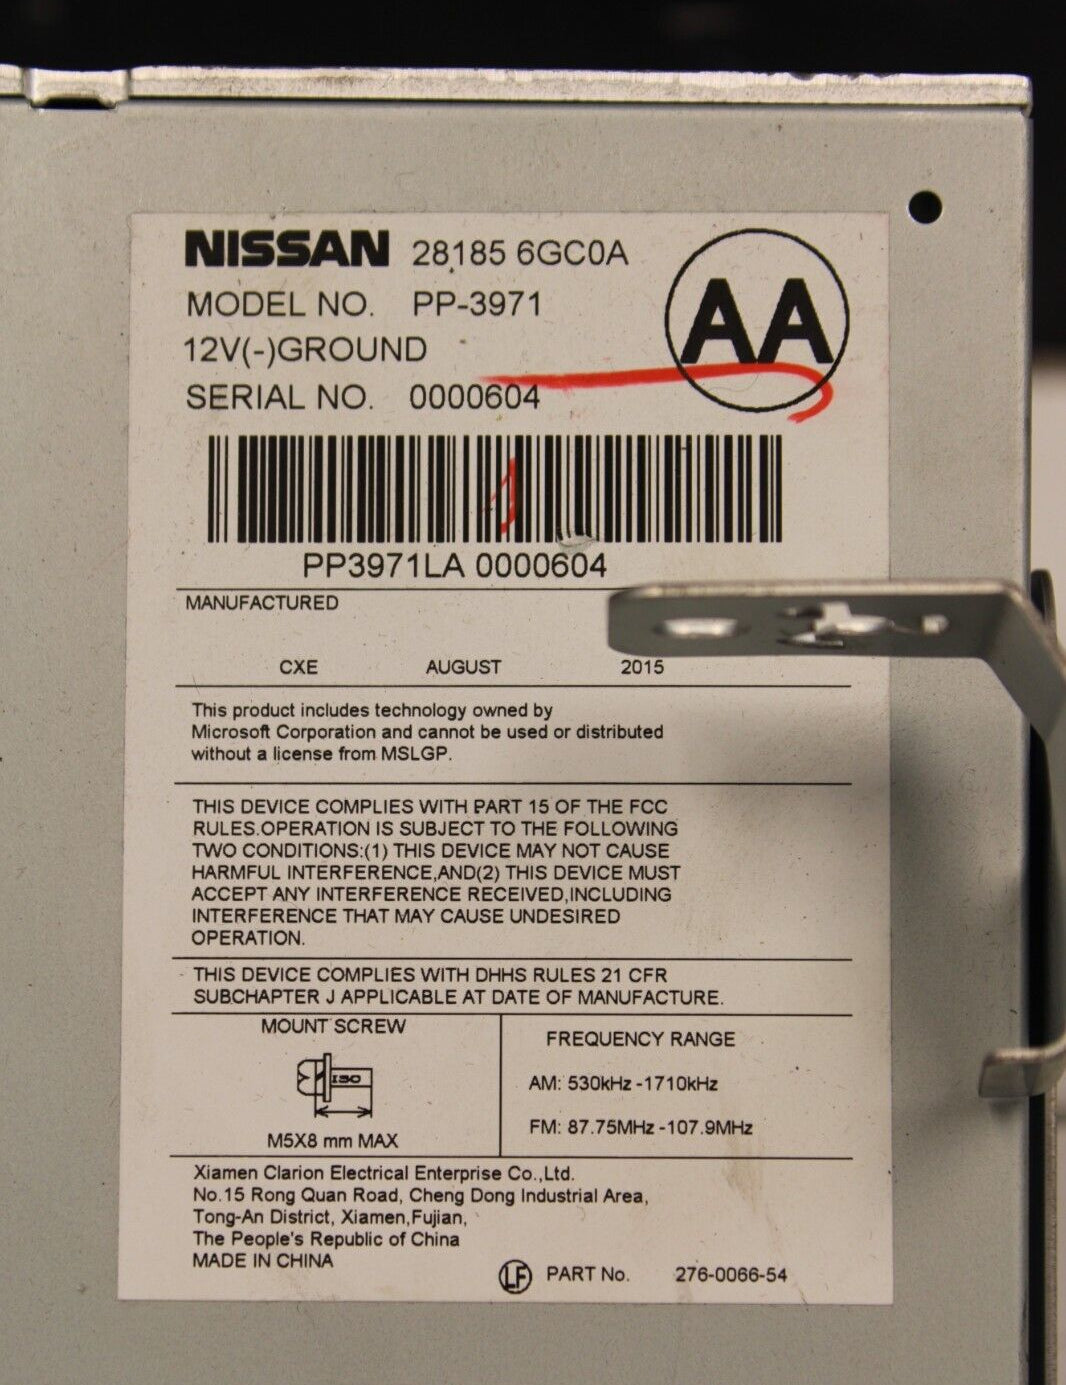 NISSAN 28185 6GC0A
AA
MODEL NO. PP-3971
12V(-)GROUND
SERIAL NO. 0000604
PP3971LA 0000604
MANUFACTURED
CXE AUGUST 2015
This product includes technology owned by
Microsoft Corporation and cannot be used or distributed
without a license from MSLGP.
THIS DEVICE COMPLIES WITH PART 15 OF THE FCC
RULES.OPERATION IS SUBJECT TO THE FOLLOWING
TWO CONDITIONS:(1) THIS DEVICE MAY NOT CAUSE
HARMFUL INTERFERENCE,AND(2) THIS DEVICE MUST
ACCEPT ANY INTERFERENCE RECEIVED,INCLUDING
INTERFERENCE THAT MAY CAUSE UNDESIRED
OPERATION.
THIS DEVICE COMPLIES WITH DHHS RULES 21 CFR
SUBCHAPTER J APPLICABLE AT DATE OF MANUFACTURE.
MOUNT SCREW
ISO
M5X8 mm MAX
FREQUENCY RANGE
AM: 530kHz -1710kHz
FM: 87.75MHz -107.9MHz
Xiamen Clarion Electrical Enterprise Co.,Ltd.
No.15 Rong Quan Road, Cheng Dong Industrial Area,
Tong-An District, Xiamen,Fujian,
The People's Republic of China
MADE IN CHINA
LF PART No. 276-0066-54